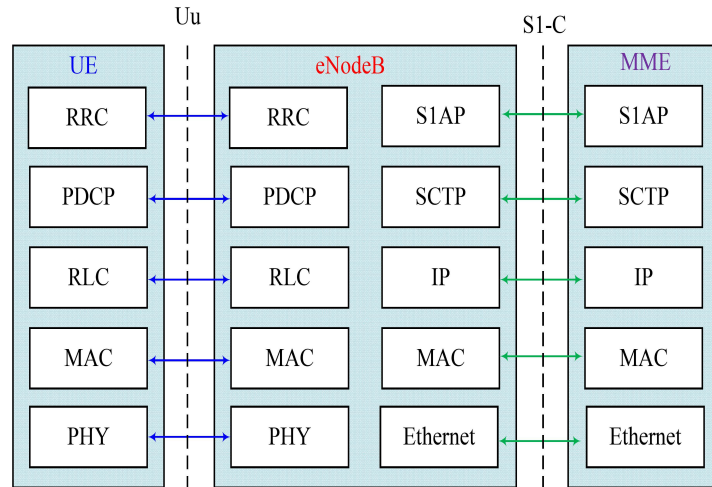 Uu
S1-C
UE
eNodeB
MME
RRC
RRC
S1AP
S1AP
PDCP
PDCP
SCTP
SCTP
RLC
RLC
IP
IP
MAC
MAC
MAC
MAC
PHY
PHY
Ethernet
Ethernet